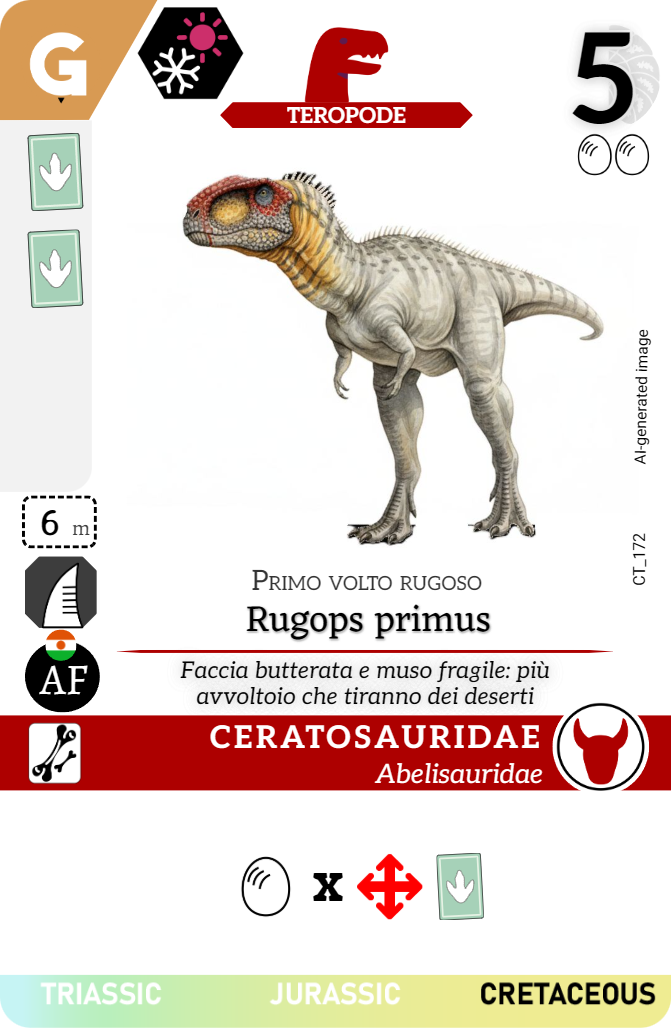 G
TEROPODE
5
AI-generated image
6 m
CT_172
PRIMO VOLTO RUGOSO
Rugops primus
AF
Faccia butterata e muso fragile: più
avvoltoio che tiranno dei deserti
CERATOSAURIDAE
Abelisauridae
x
TRIASSIC JURASSIC CRETACEOUS